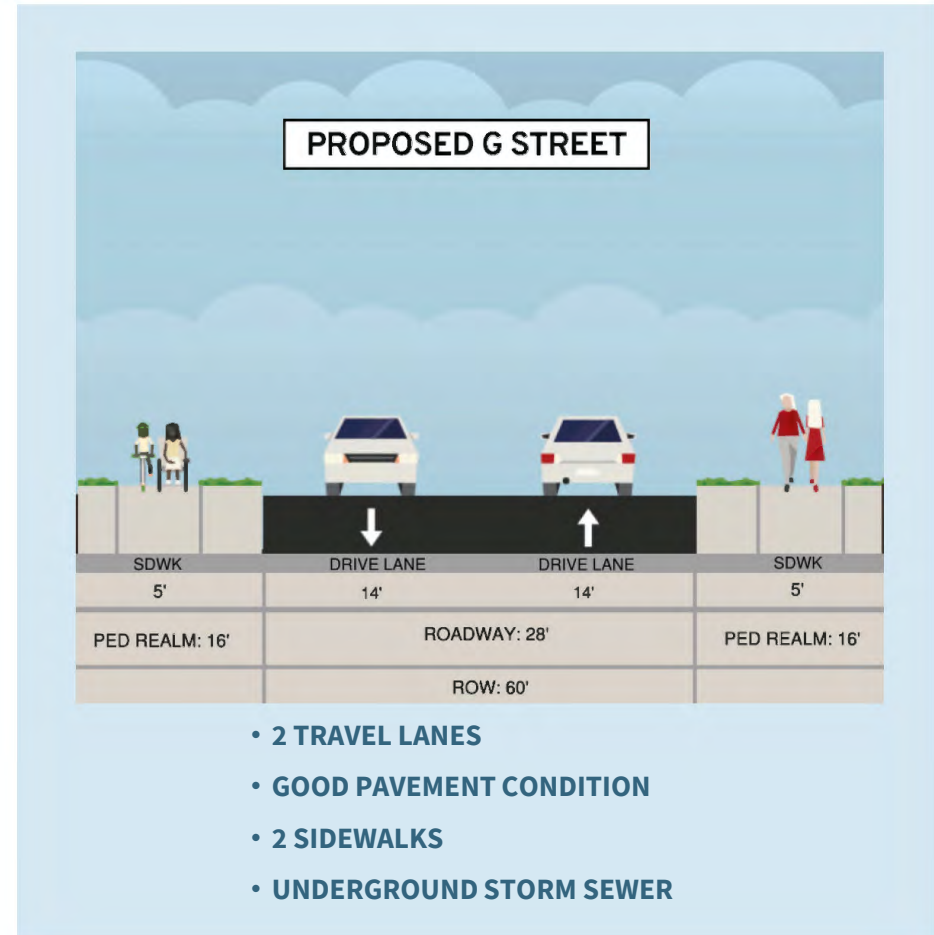 PROPOSED G STREET
SDWK DRIVE LANE DRIVE LANE SDWK
5' 14' 14' 5'
PED REALM: 16' ROADWAY: 28' PED REALM: 16'
ROW: 60'
• 2 TRAVEL LANES
• GOOD PAVEMENT CONDITION
• 2 SIDEWALKS
• UNDERGROUND STORM SEWER